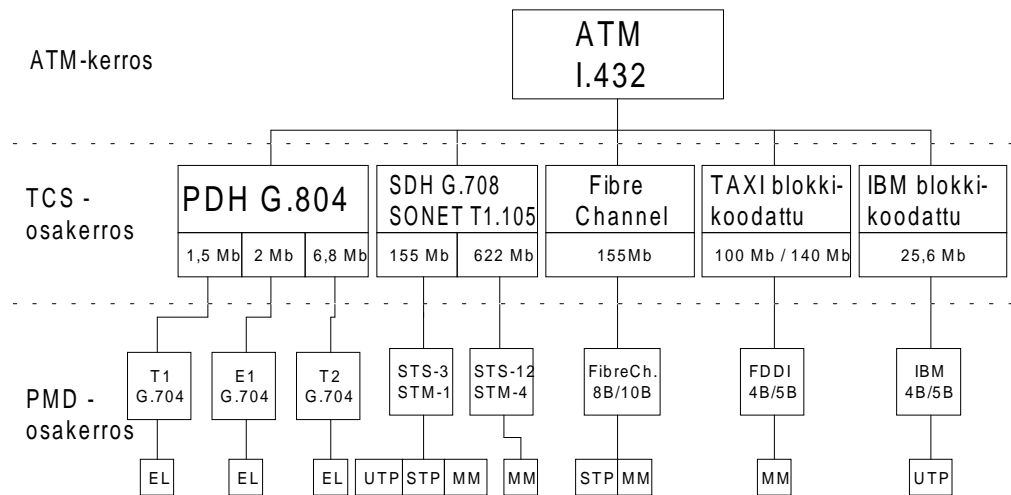 ATM
I.432
ATM-kerros
TCS -
osakerros
PDH G.804
1,5 Mb
2 Mb
6,8 Mb
SDH G.708
SONET T1.105
155 Mb
622 Mb
Fibre
Channel
155Mb
TAXI blokki-
koodattu
100 Mb / 140 Mb
IBM blokki-
koodattu
25,6 Mb
PMD -
osakerros
T1
G.704
E1
G.704
T2
G.704
STS-3
STM-1
STS-12
STM-4
FibreCh.
8B/10B
FDDI
4B/5B
IBM
4B/5B
EL
EL
EL
UTP
STP
MM
MM
STP
MM
MM
UTP